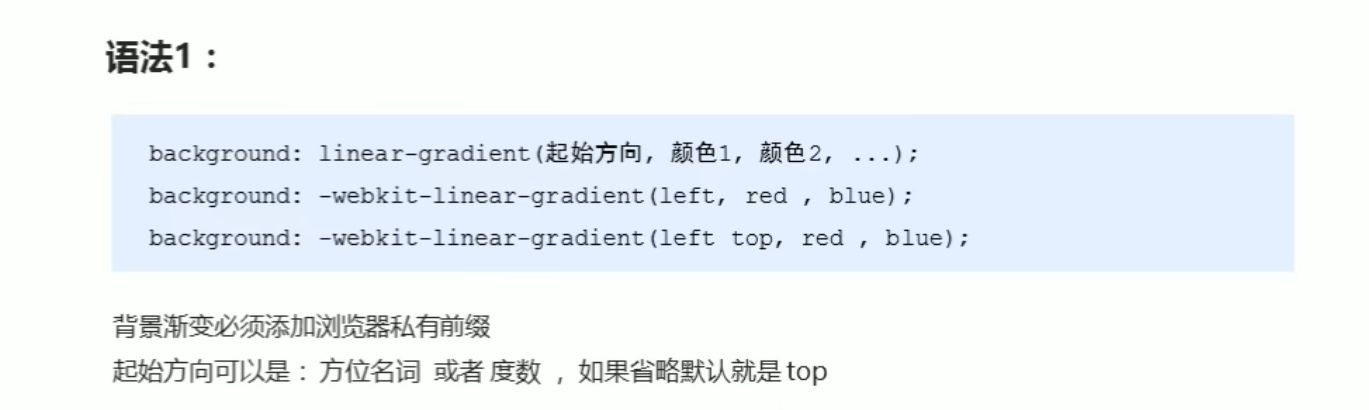 语法1：
background: linear-gradient(起始方向, 颜色1, 颜色2, ...);
background: -webkit-linear-gradient(left, red , blue);
background: -webkit-linear-gradient(left top, red , blue);
背景渐变必须添加浏览器私有前缀
起始方向可以是：方位名词 或者 度数 ，如果省略默认就是 top